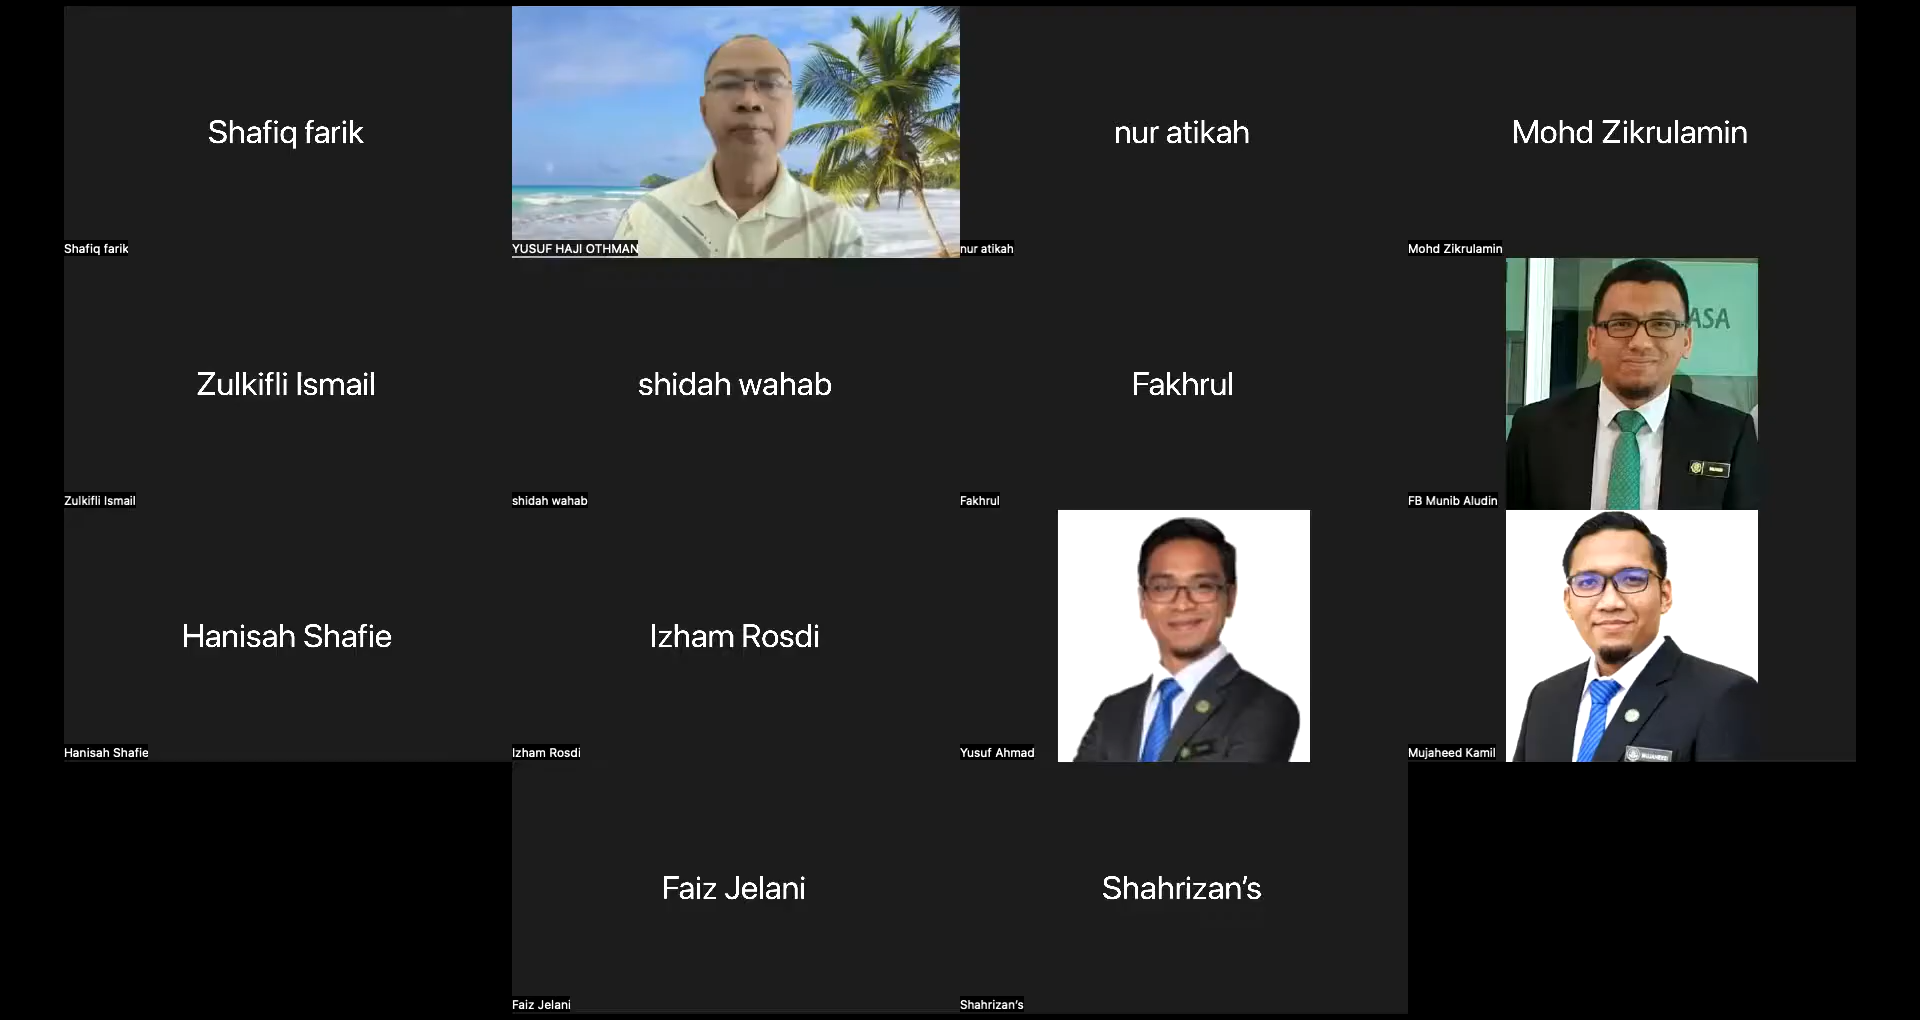 Shafiq farik
Shafiq farik
YUSUF HAJI OTHMAN
nur atikah
nur atikah
Mohd Zikrulamin
Mohd Zikrulamin
Zulkifli Ismail
Zulkifli Ismail
shidah wahab
shidah wahab
Fakhrul
Fakhrul
ASA
FB Munib Aludin
Hanisah Shafie
Hanisah Shafie
Izham Rosdi
Izham Rosdi
Yusuf Ahmad
MUJAHEED
Mujaheed Kamil
Faiz Jelani
Faiz Jelani
Shahrizan’s
Shahrizan’s